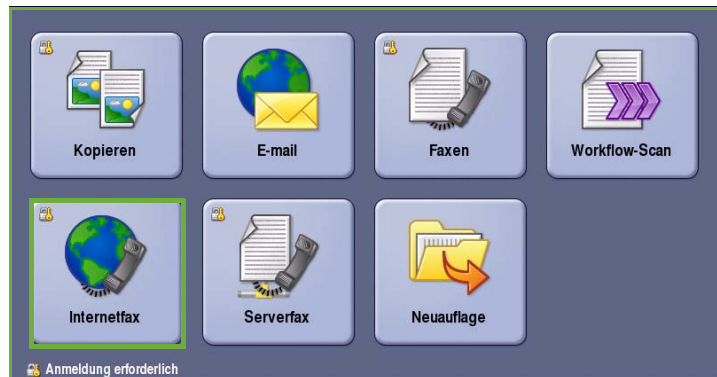 Kopieren
E-mail
Faxen
Workflow-Scan
Internetfax
Serverfax
Neuauflage
Anmeldung erforderlich